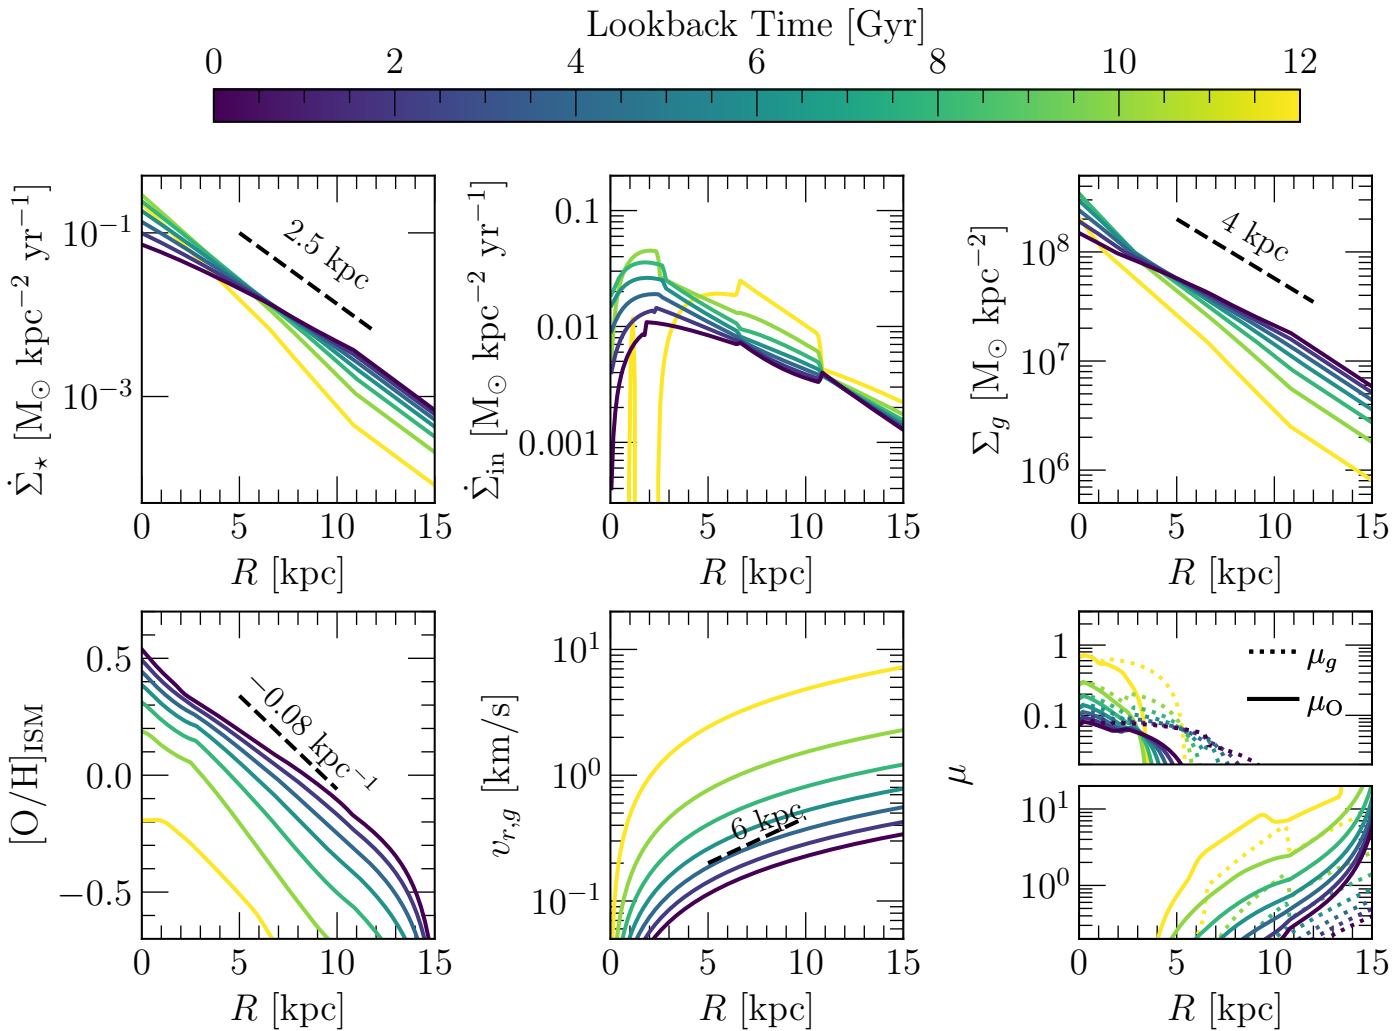 Lookback Time [Gyr]
0 2 4 6 8 10 12
Σ̇⋆ [M⊙ kpc⁻² yr⁻¹]
10⁻¹
10⁻³
2.5 kpc
0 5 10 15
R [kpc]
Σ̇in [M⊙ kpc⁻² yr⁻¹]
0.1
0.01
0.001
0 5 10 15
R [kpc]
Σg [M⊙ kpc⁻²]
10⁸
10⁷
10⁶
4 kpc
0 5 10 15
R [kpc]
[O/H]ISM
0.5
0.0
−0.5
−0.08 kpc⁻¹
0 5 10 15
R [kpc]
vr,g [km/s]
10¹
10⁰
10⁻¹
6 kpc
0 5 10 15
R [kpc]
μ
1
0.1
μg
μO
10¹
10⁰
0 5 10 15
R [kpc]